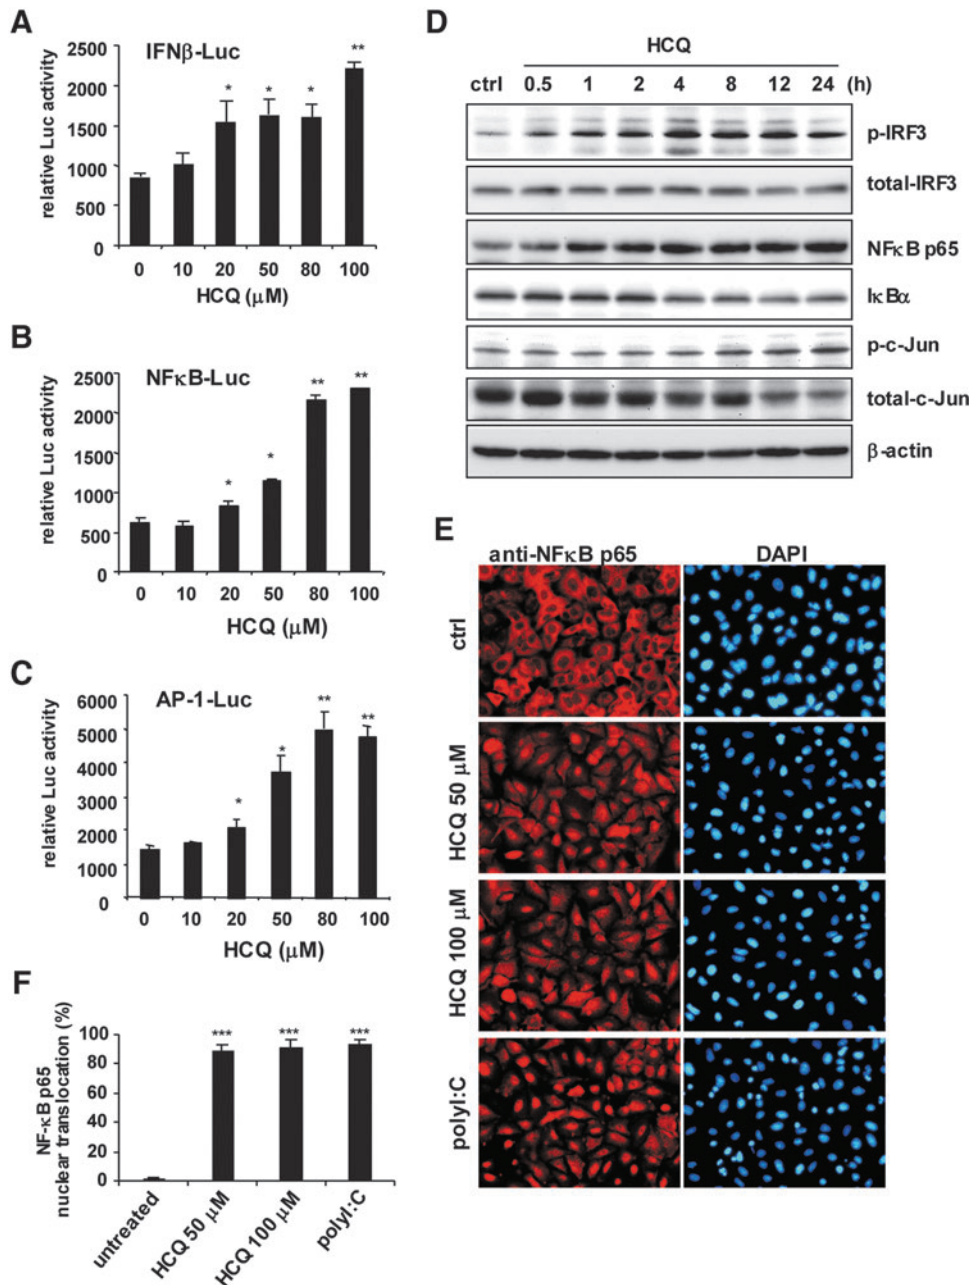 A
IFNβ-Luc
relative Luc activity
2500
2000
1500
1000
500
0
* * * **
0 10 20 50 80 100
HCQ (μM)
B
NFκB-Luc
relative Luc activity
2500
2000
1000
1000
500
0
* * ** **
0 10 20 50 80 100
HCQ (μM)
C
AP-1-Luc
relative Luc activity
6000
5000
4000
3000
2000
1000
0
* * ** **
0 10 20 50 80 100
HCQ (μM)
D
HCQ
ctrl 0.5 1 2 4 8 12 24 (h)
p-IRF3
total-IRF3
NFκB p65
IκBα
p-c-Jun
total-c-Jun
β-actin
E
anti-NFκB p65 DAPI
ctrl
HCQ 50 μM
HCQ 100 μM
polyI:C
F
NF-κB p65
nuclear translocation (%)
100
80
60
40
20
0
*** *** ***
untreated
HCQ 50 μM
HCQ 100 μM
polyI:C